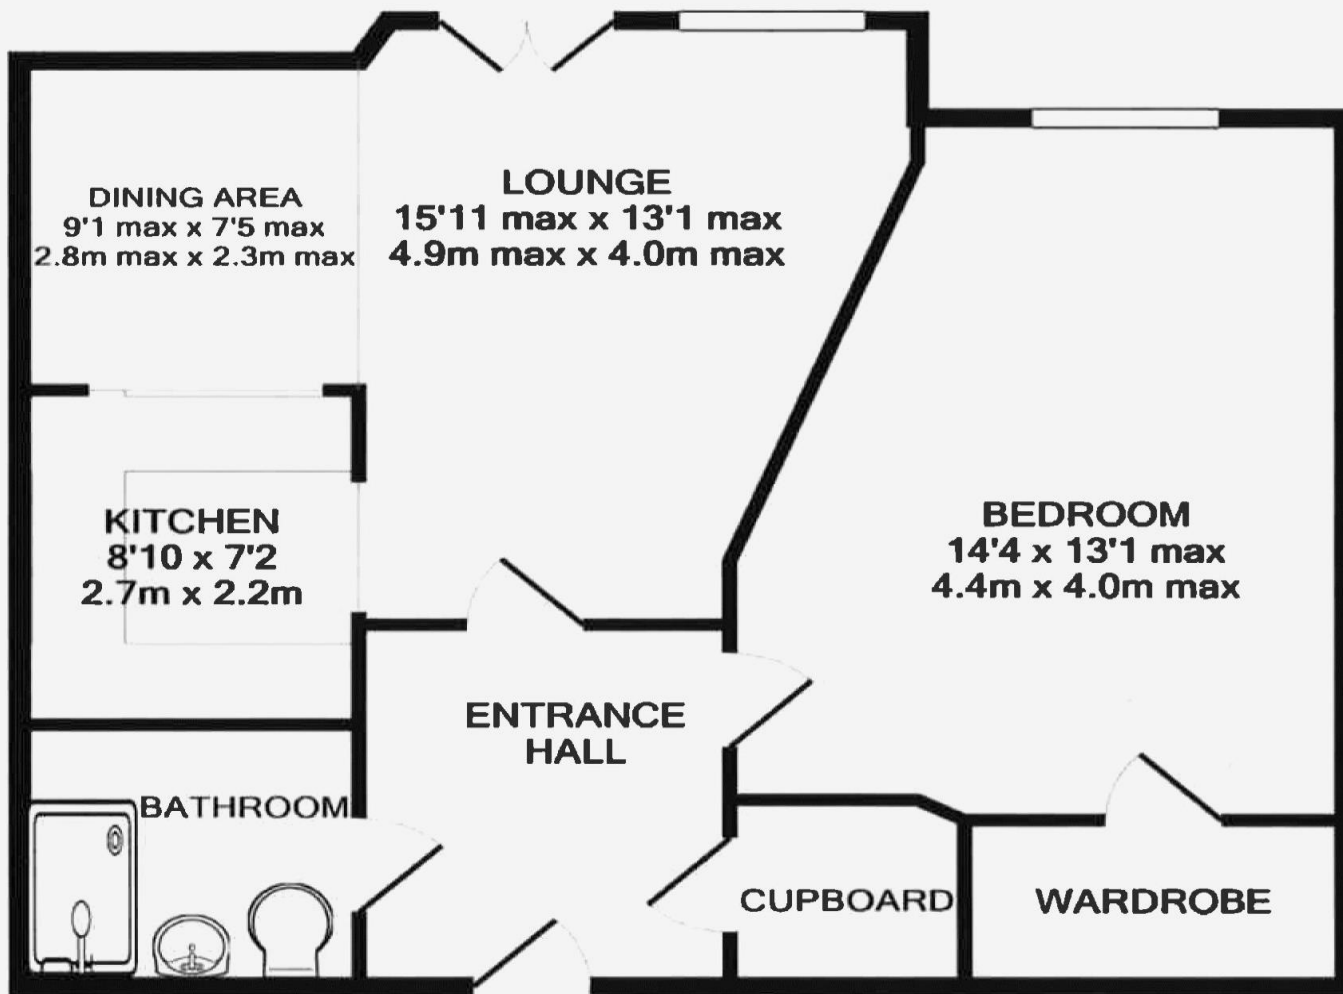 DINING AREA
9'1 max x 7'5 max
2.8m max x 2.3m max
LOUNGE
15'11 max x 13'1 max
4.9m max x 4.0m max
KITCHEN
8'10 x 7'2
2.7m x 2.2m
BEDROOM
14'4 x 13'1 max
4.4m x 4.0m max
ENTRANCE
HALL
BATHROOM
CUPBOARD
WARDROBE